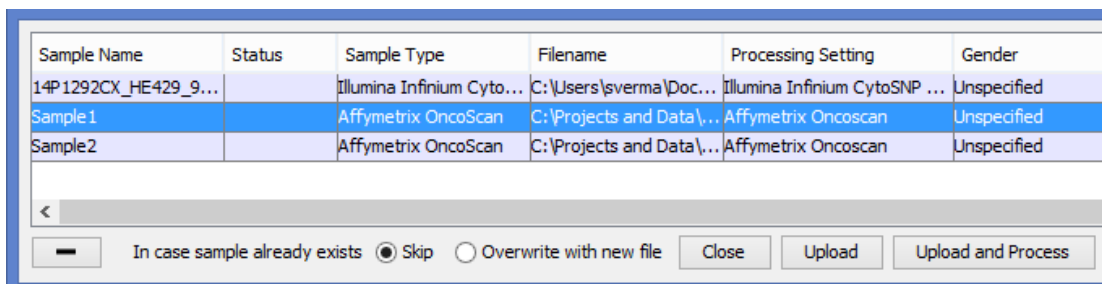 Sample Name Status Sample Type Filename Processing Setting Gender
14P1292CX_HE429_9... Illumina Infinium Cyto... C:\Users\sverma\Doc... Illumina Infinium CytoSNP ... Unspecified
Sample1 Affymetrix OncoScan C:\Projects and Data\... Affymetrix Oncoscan Unspecified
Sample2 Affymetrix OncoScan C:\Projects and Data\... Affymetrix Oncoscan Unspecified
In case sample already exists Skip Overwrite with new file Close Upload Upload and Process